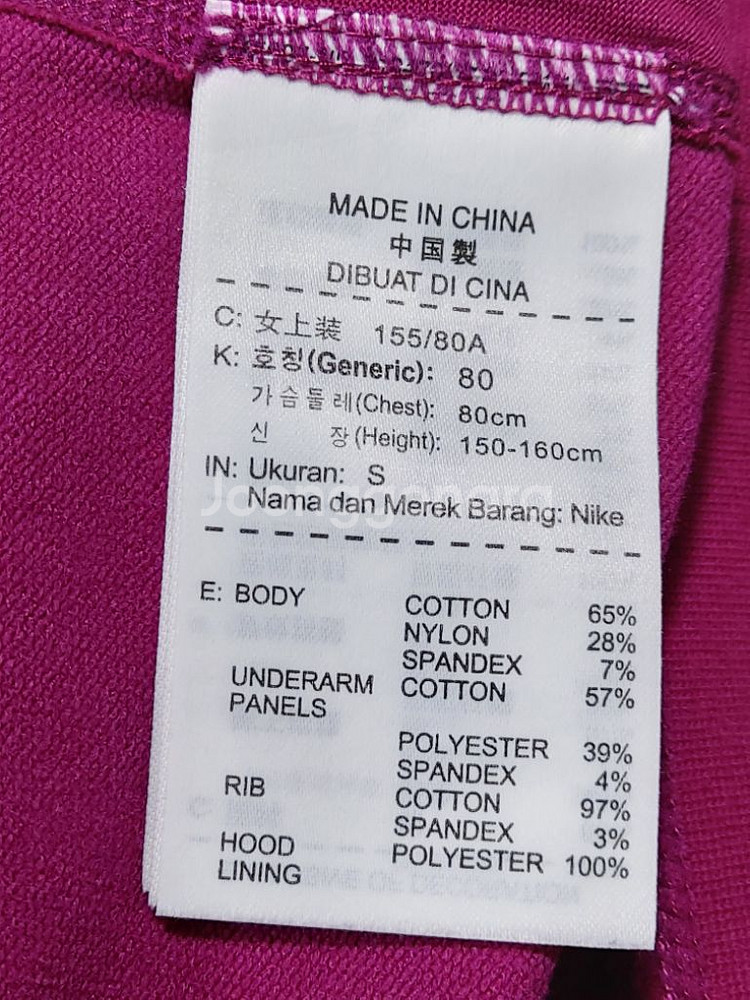 MADE IN CHINA
中国製
DIBUAT DI CINA
C: 女上装 155/80A
K: 호칭(Generic): 80
가슴둘레(Chest): 80cm
신 장(Height): 150-160cm
IN: Ukuran: S
Nama dan Merek Barang: Nike
Joonggonara
E: BODY COTTON 65%
NYLON 28%
SPANDEX 7%
UNDERARM COTTON 57%
PANELS
POLYESTER 39%
SPANDEX 4%
RIB COTTON 97%
SPANDEX 3%
HOOD POLYESTER 100%
LINING